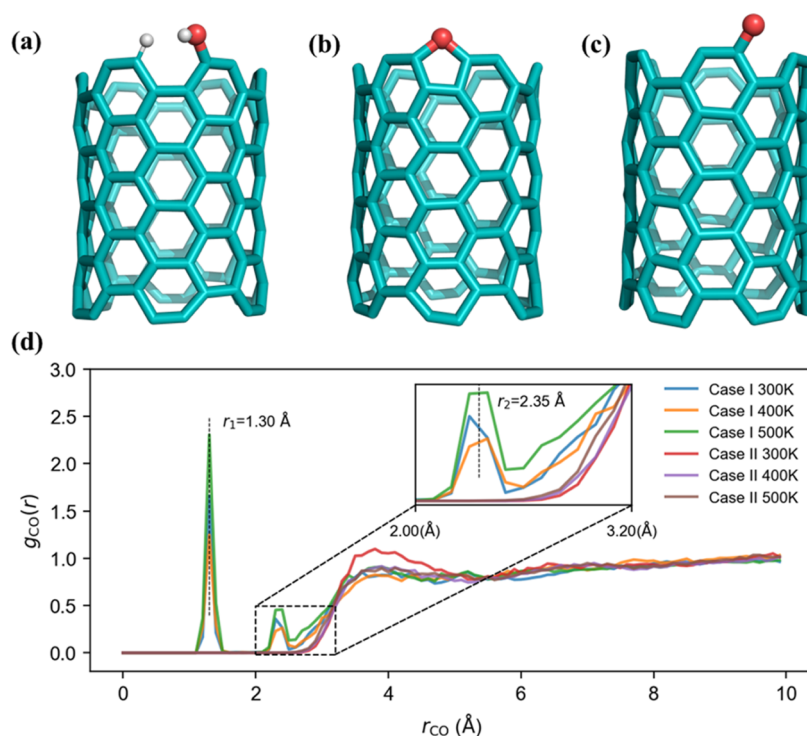 (a)
(b)
(c)
(d)
3.0
2.5
2.0
1.5
1.0
0.5
0.0
gCO(r)
r1=1.30 Å
r2=2.35 Å
2.00(Å)
3.20(Å)
Case I 300K
Case I 400K
Case I 500K
Case II 300K
Case II 400K
Case II 500K
0
2
4
6
8
10
rCO (Å)